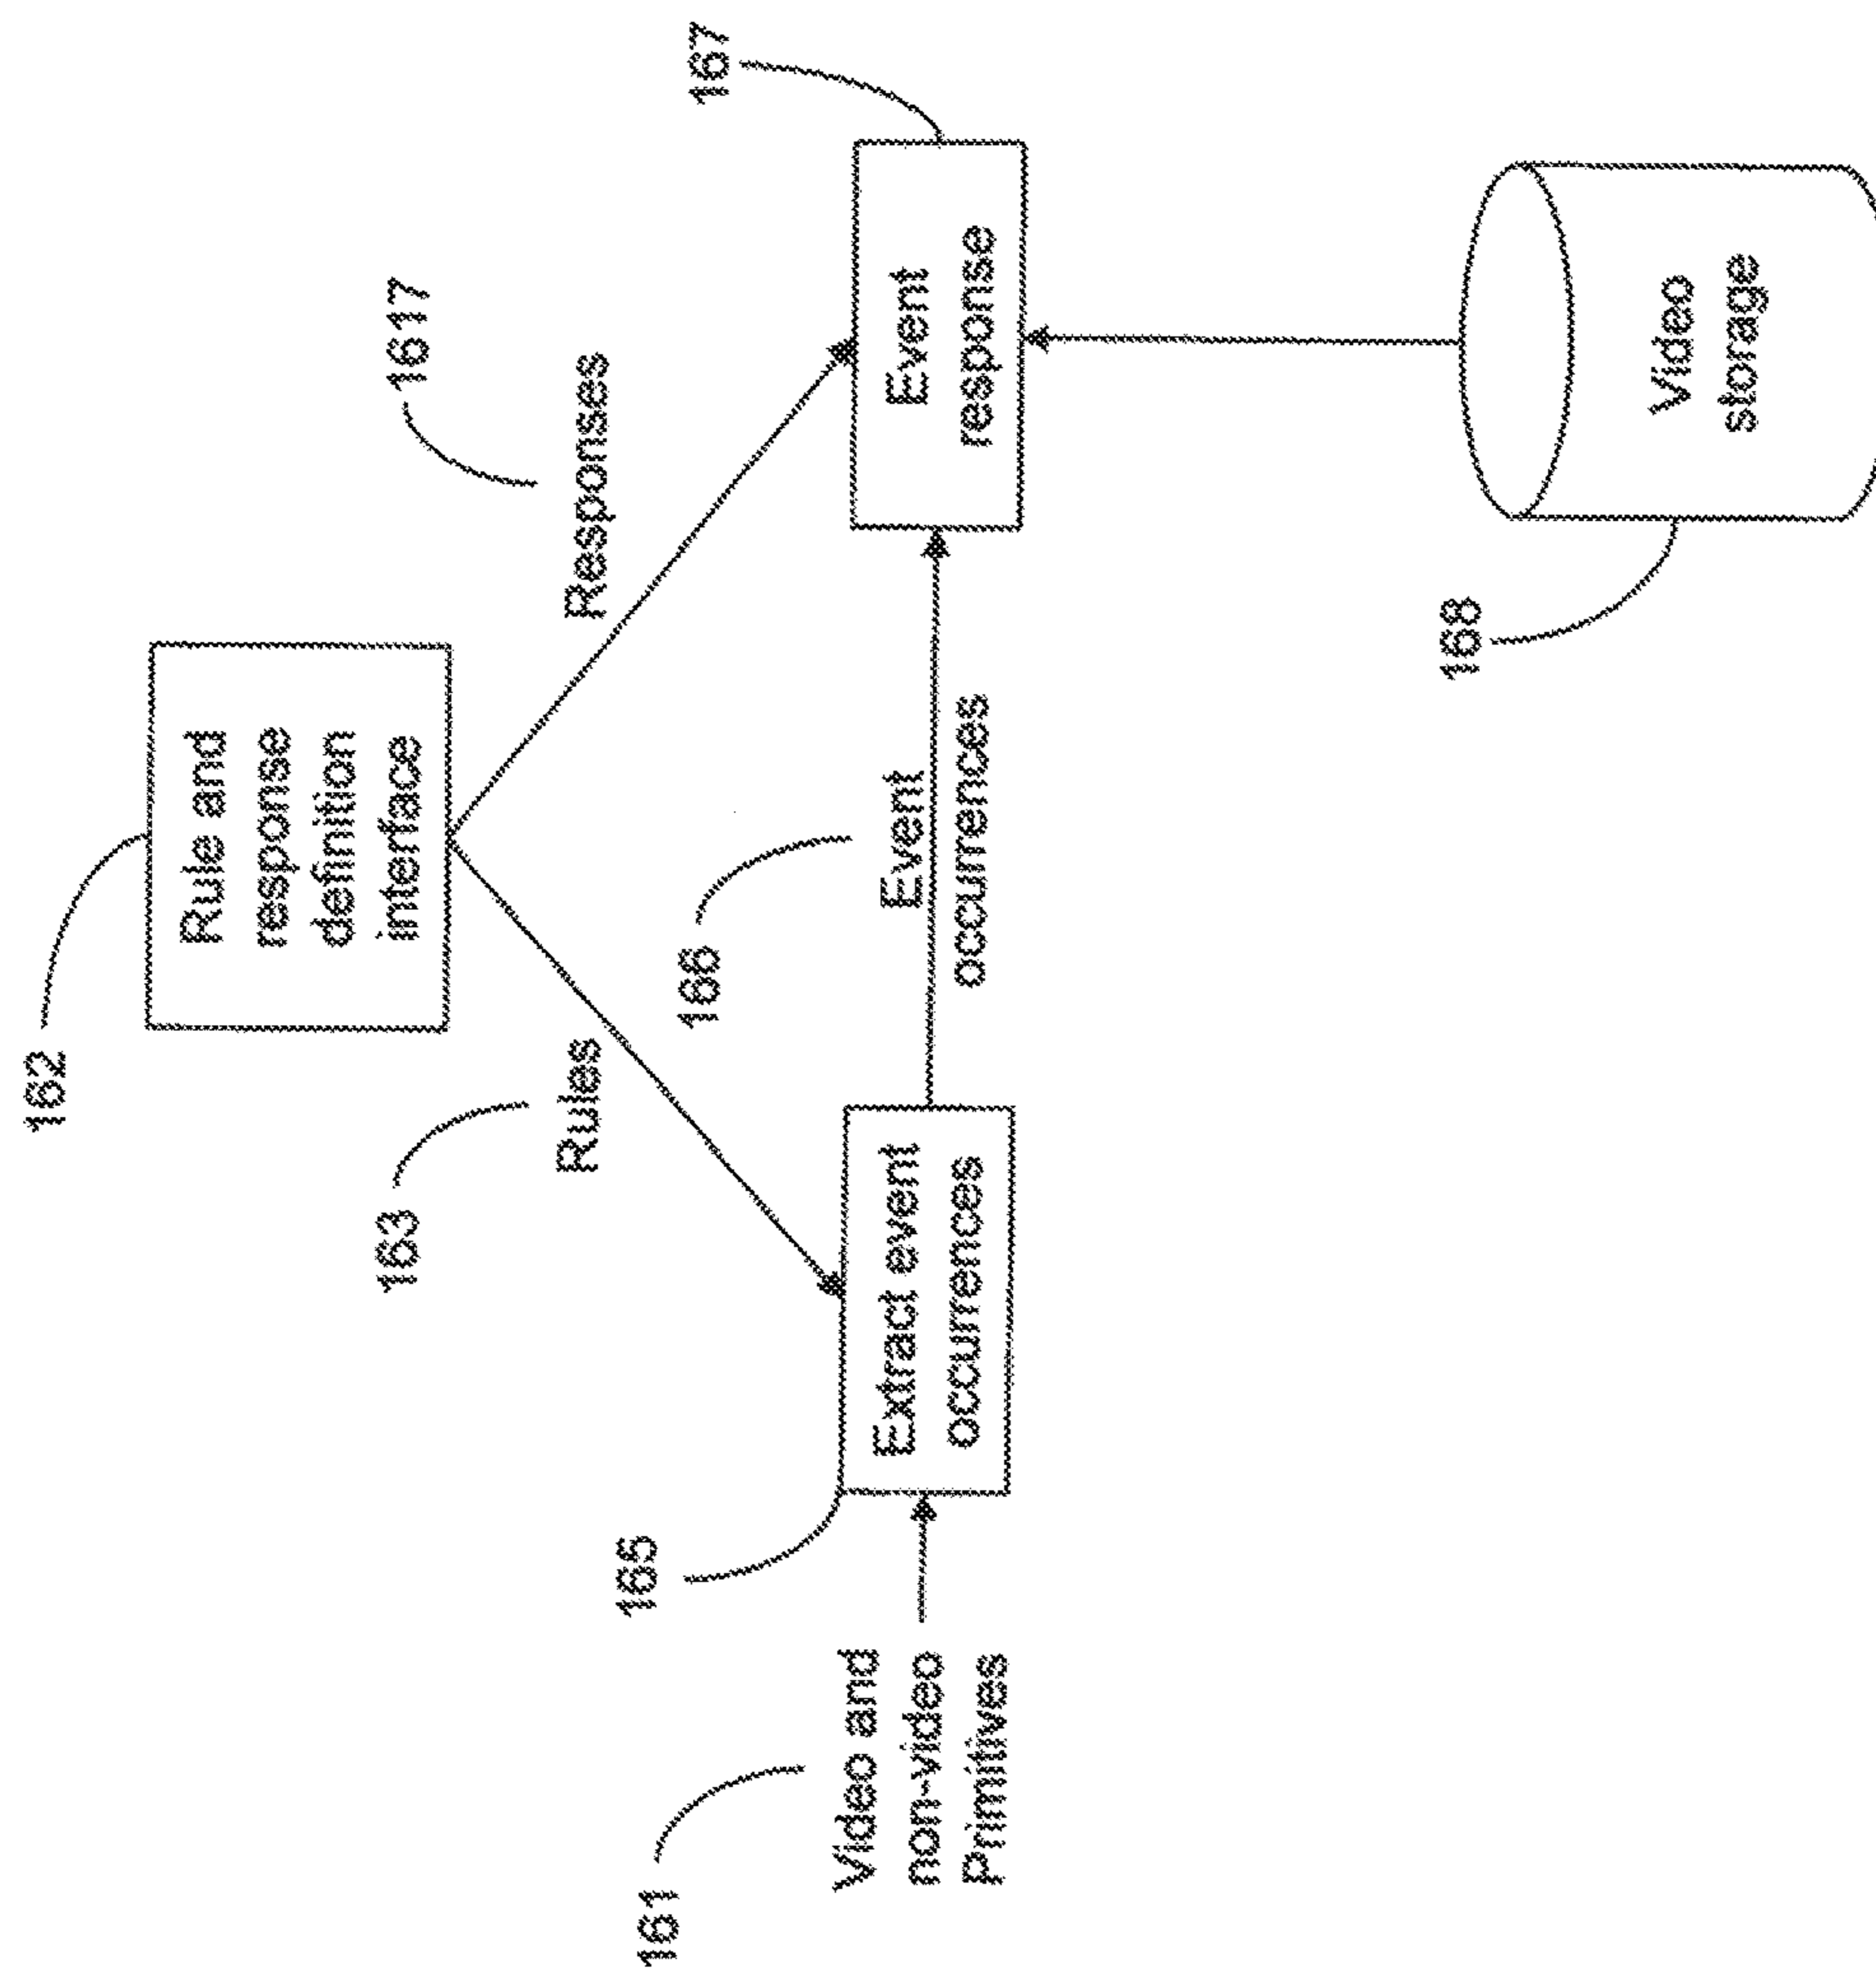 162
Rule and
response
definition
interface
163
Rules
1617
Responses
161
Video and
non-video
Primitives
165
Extract event
occurrences
166
Event
occurrences
167
Event
response
168
Video
storage